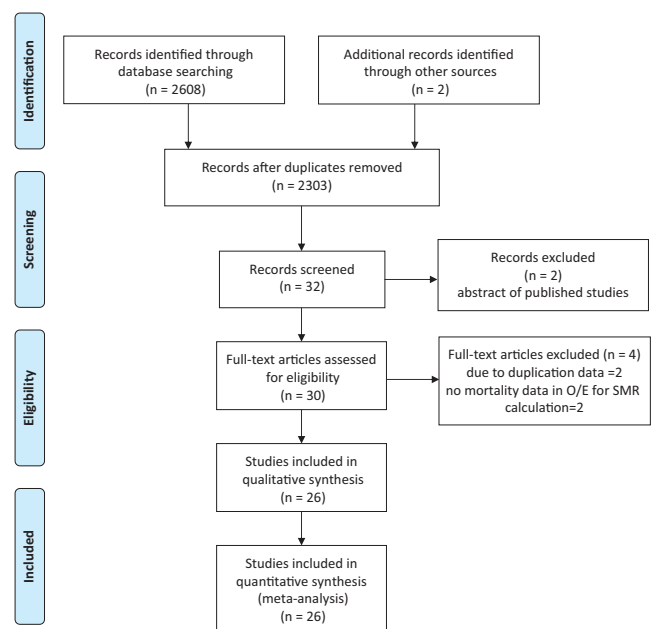 Identification
Records identified through
database searching
(n = 2608)
Additional records identified
through other sources
(n = 2)
Records after duplicates removed
(n = 2303)
Screening
Records screened
(n = 32)
Records excluded
(n = 2)
abstract of published studies
Eligibility
Full-text articles assessed
for eligibility
(n = 30)
Full-text articles excluded (n = 4)
due to duplication data =2
no mortality data in O/E for SMR
calculation=2
Studies included in
qualitative synthesis
(n = 26)
Included
Studies included in
quantitative synthesis
(meta-analysis)
(n = 26)